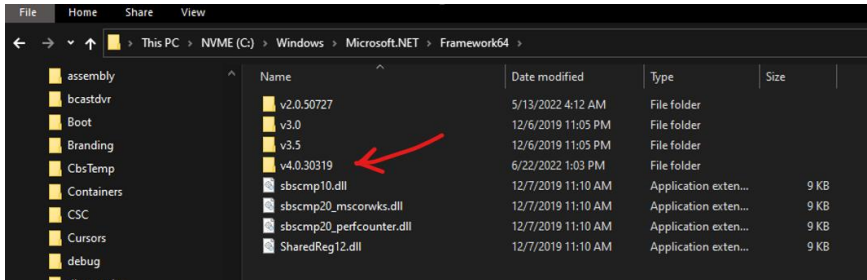 File Home Share View
This PC > NVME (C:) > Windows > Microsoft.NET > Framework64 >
assembly
bcastdvr
Boot
Branding
CbsTemp
Containers
CSC
Cursors
debug
Name Date modified Type Size
v2.0.50727 5/13/2022 4:12 AM File folder
v3.0 12/6/2019 11:05 PM File folder
v3.5 12/6/2019 11:05 PM File folder
v4.0.30319 6/22/2022 1:03 PM File folder
sbscmp10.dll 12/7/2019 11:10 AM Application exten... 9 KB
sbscmp20_mscorwks.dll 12/7/2019 11:10 AM Application exten... 9 KB
sbscmp20_perfcounter.dll 12/7/2019 11:10 AM Application exten... 9 KB
SharedReg12.dll 12/7/2019 11:10 AM Application exten... 9 KB